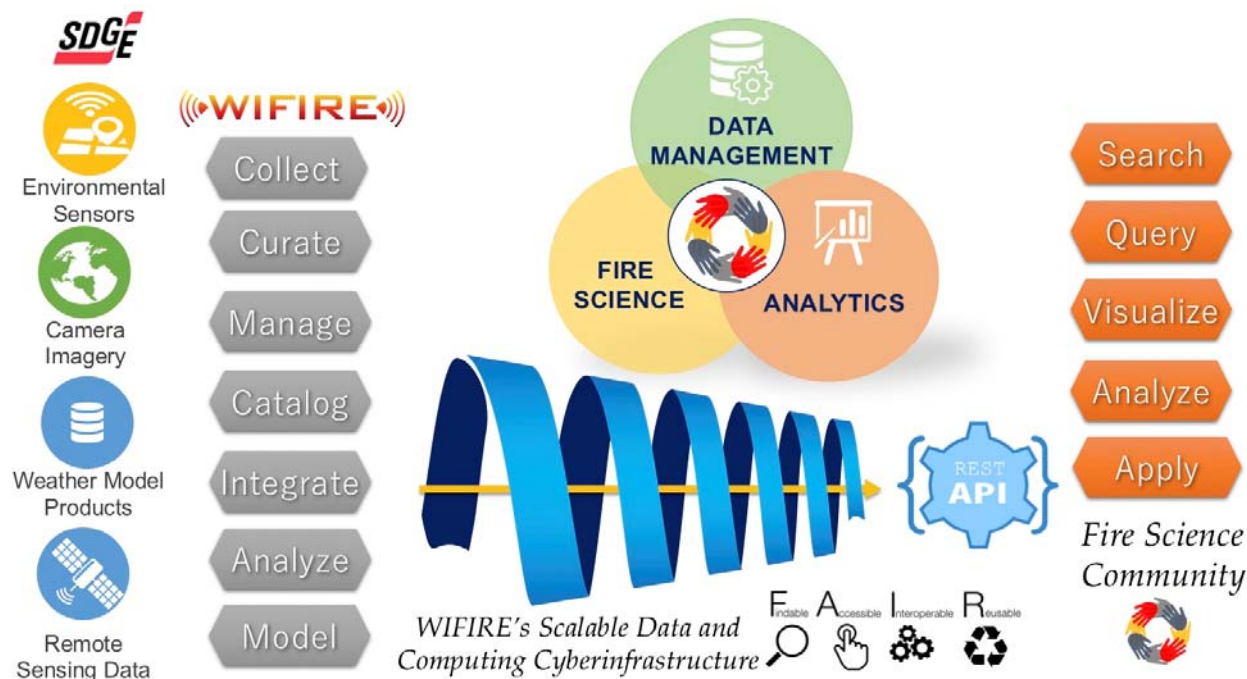 SDGE
Environmental
Sensors
Camera
Imagery
Weather Model
Products
Remote
Sensing Data
WIFIRE
Collect
Curate
Manage
Catalog
Integrate
Analyze
Model
DATA
MANAGEMENT
FIRE
SCIENCE
ANALYTICS
REST
API
WIFIRE's Scalable Data and
Computing Cyberinfrastructure
Findable Accessible Interoperable Reusable
Search
Query
Visualize
Analyze
Apply
Fire Science
Community